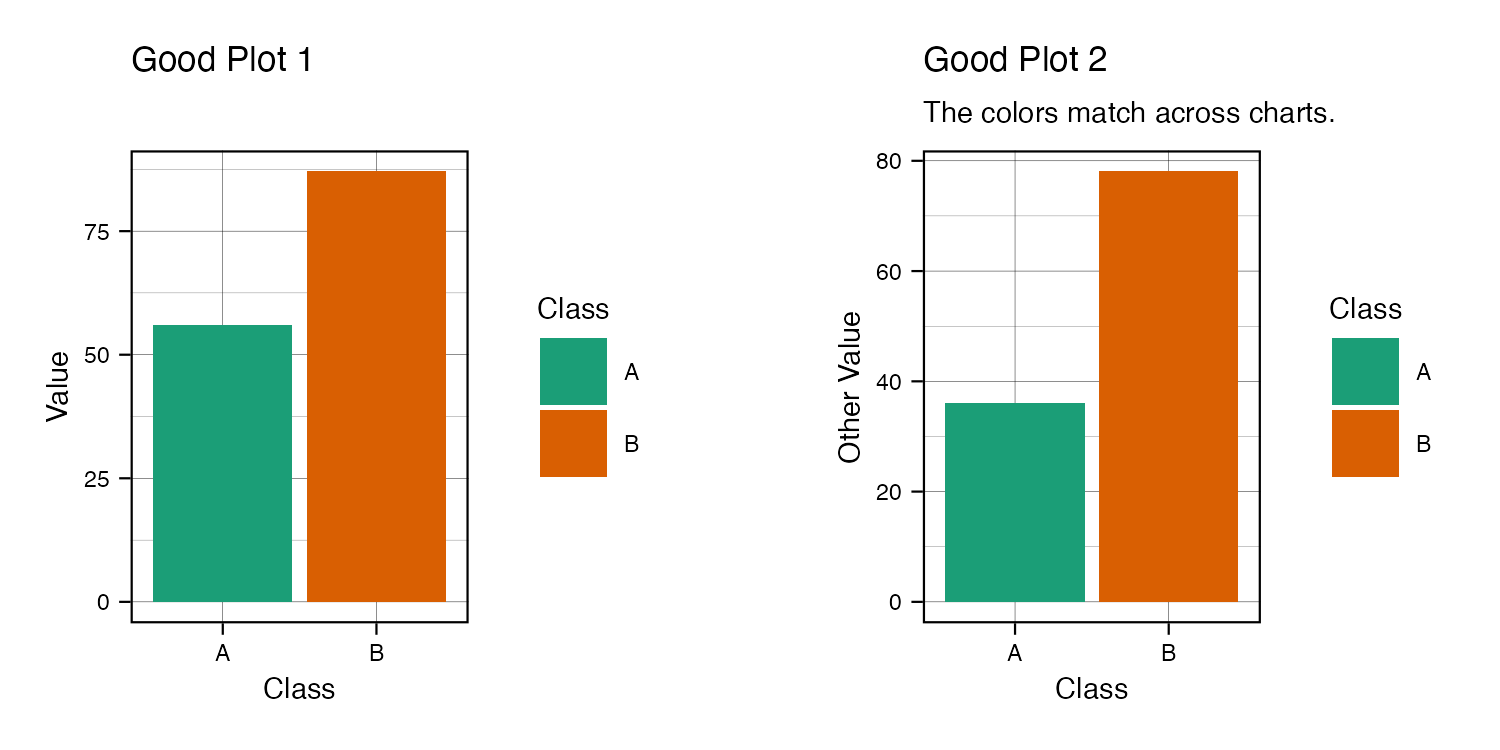 Good Plot 1
Value
75
50
25
0
A
B
Class
Class
A
B
Good Plot 2
The colors match across charts.
Other Value
80
60
40
20
0
A
B
Class
Class
A
B